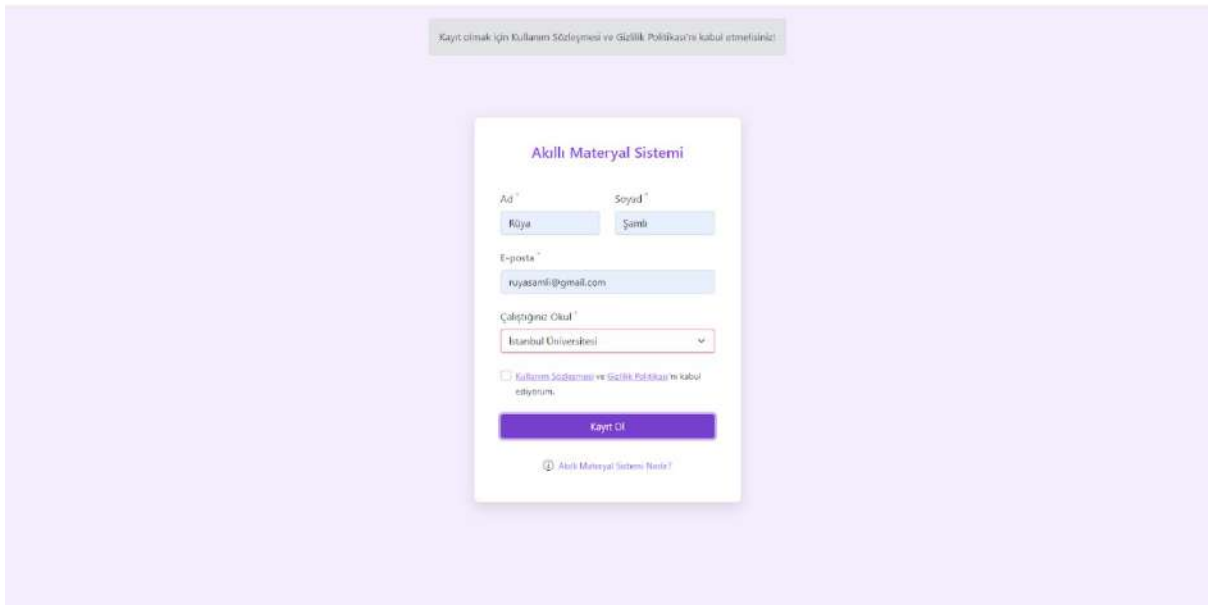 Kayıt olmak için Kullanım Sözleşmesi ve Gizlilik Politikası'nı kabul etmelisiniz!
Akıllı Materyal Sistemi
Ad * Soyad *
Rüya Şamlı
E-posta *
ruyasamli@gmail.com
Çalıştığınız Okul *
İstanbul Üniversitesi
Kullanım Sözleşmesi ve Gizlilik Politikası'nı kabul
ediyorum.
Kayıt Ol
Akıllı Materyal Sistemi Nedir?